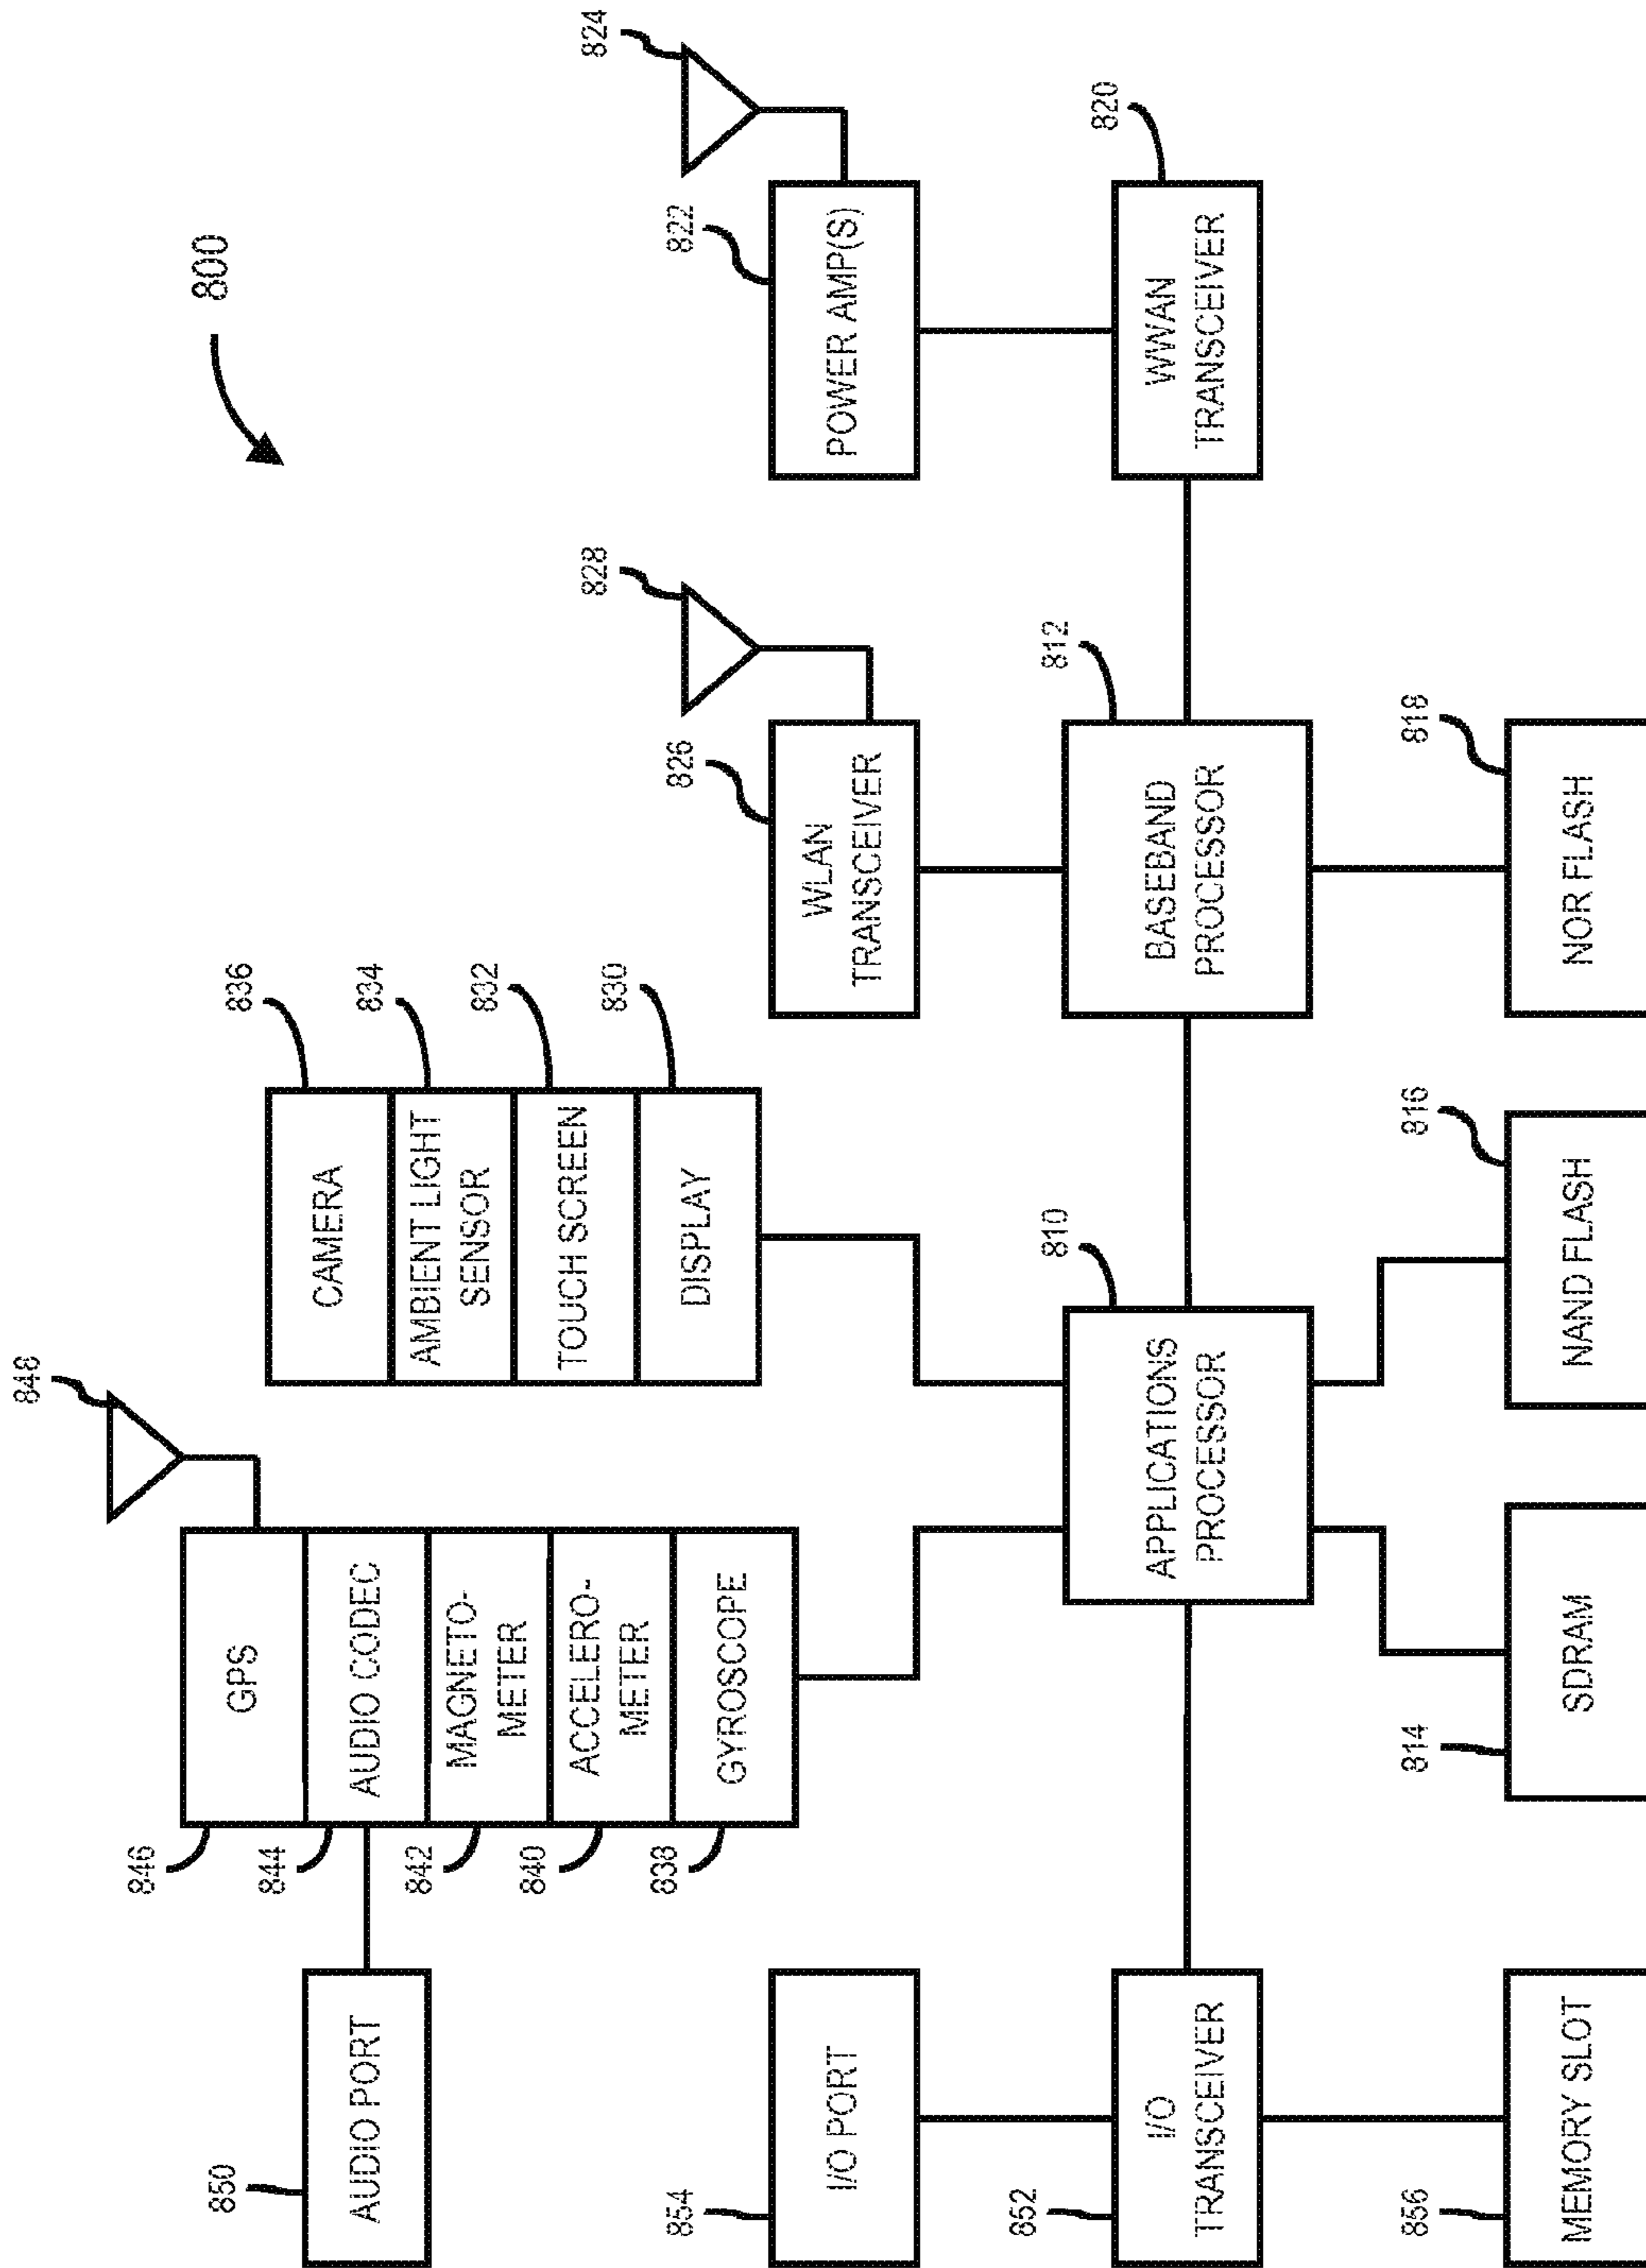 800
848
846
GPS
844
AUDIO CODEC
842
MAGNETO-
METER
840
ACCELERO-
METER
838
GYROSCOPE
850
AUDIO PORT
836
CAMERA
834
AMBIENT LIGHT
SENSOR
832
TOUCH SCREEN
830
DISPLAY
828
826
WLAN
TRANSCEIVER
824
822
POWER AMP(S)
854
I/O PORT
852
I/O
TRANSCEIVER
810
APPLICATIONS
PROCESSOR
812
BASEBAND
PROCESSOR
820
WWAN
TRANSCEIVER
856
MEMORY SLOT
814
SDRAM
816
NAND FLASH
818
NOR FLASH